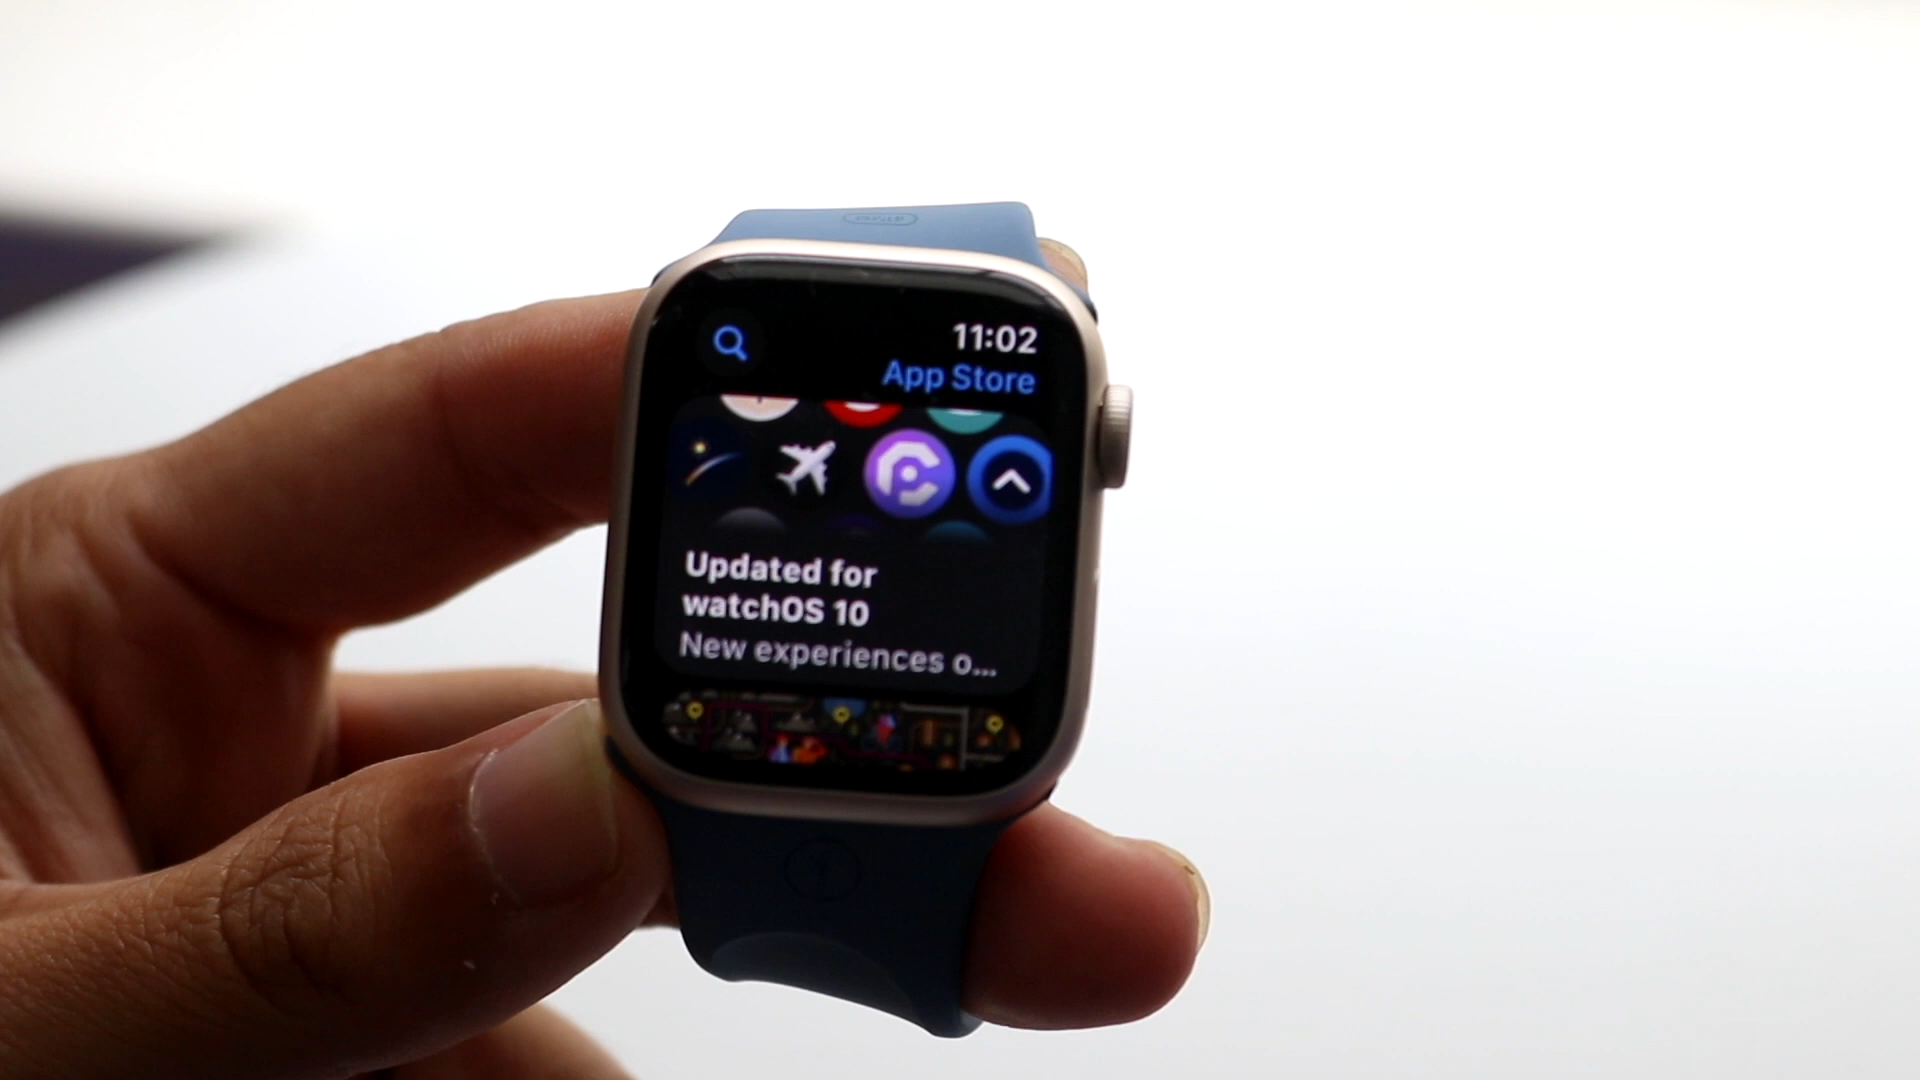 11:02
App Store
Updated for
watchOS 10
New experiences o...